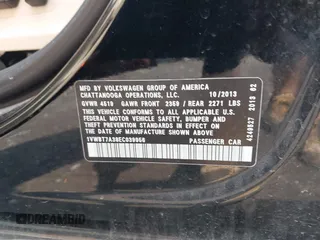 MFD BY VOLKSWAGEN GROUP OF AMERICA
CHATTANOOGA OPERATIONS, LLC. 10/2013
GVWR 4519 GAWR FRONT 2359 / REAR 2271 LBS
THIS VEHICLE CONFORMS TO ALL APPLICABLE U.S.
FEDERAL MOTOR VEHICLE SAFETY, BUMPER AND
THEFT PREVENTION STANDARDS IN EFFECT ON THE
DATE OF MANUFACTURE SHOWN ABOVE.
PASSENGER CAR
DREAMBID